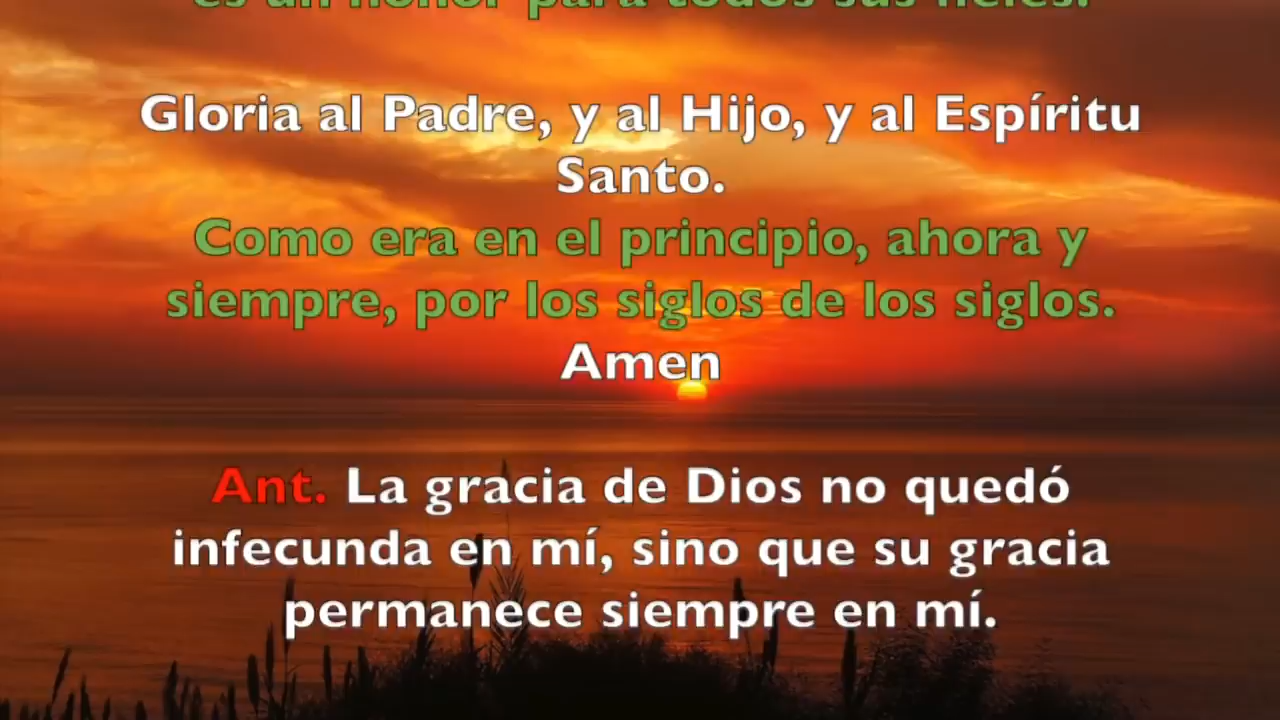 es un honor para todos sus fieles.
Gloria al Padre, y al Hijo, y al Espíritu
Santo.
Como era en el principio, ahora y
siempre, por los siglos de los siglos.
Amen
Ant. La gracia de Dios no quedó
infecunda en mí, sino que su gracia
permanece siempre en mí.